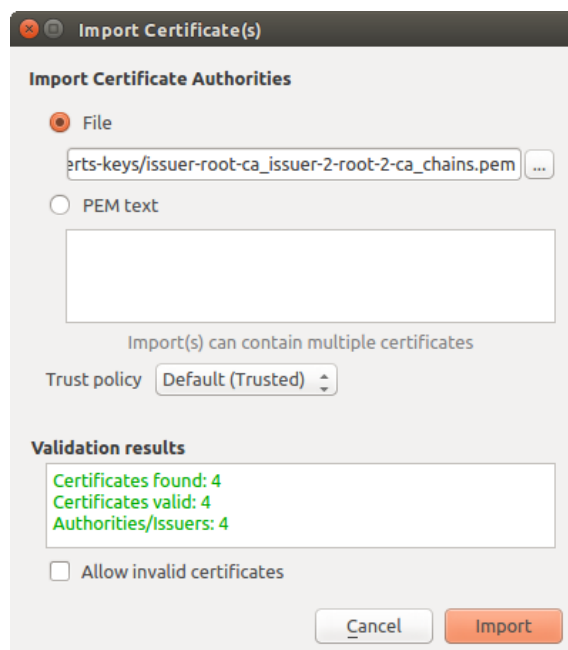 Import Certificate(s)
Import Certificate Authorities
File
erts-keys/issuer-root-ca_issuer-2-root-2-ca_chains.pem ...
PEM text
Import(s) can contain multiple certificates
Trust policy Default (Trusted)
Validation results
Certificates found: 4
Certificates valid: 4
Authorities/Issuers: 4
Allow invalid certificates
Cancel Import